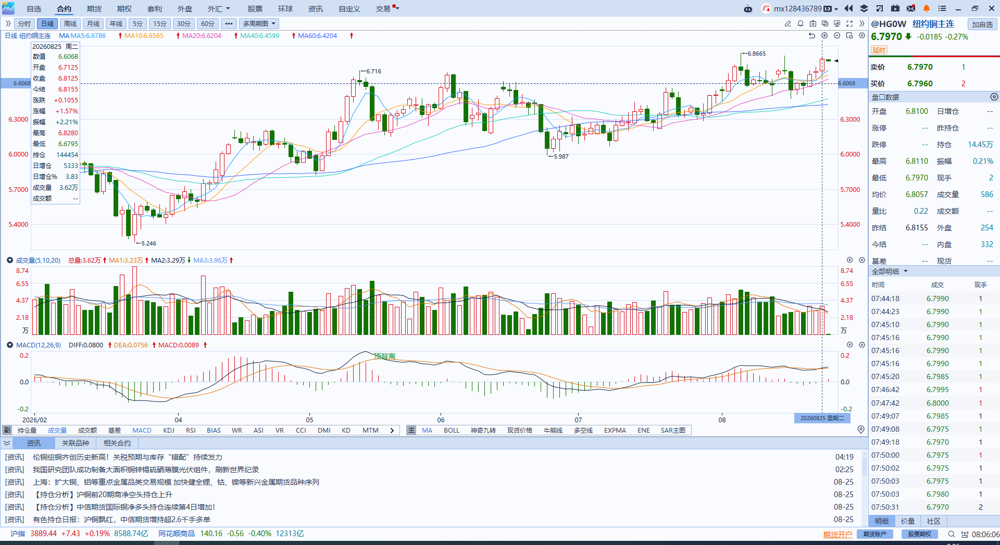 自选 合约 期货 期权 套利 外盘 外汇 股票 环球 资讯 自定义 交易 mx128436789 L2
分时 日线 周线 月线 年线 5分 15分 30分 60分 ••• 多周期图
@HG0W 纽约铜主连 加自选
6.7970 -0.0185 -0.27%
延时
卖价 6.7970 1
买价 6.7960 2
盘口数据
开盘 6.8100 日增仓 --
涨停 -- 昨持仓 --
跌停 -- 持仓 14.45万
最高 6.8110 振幅 0.21%
最低 6.7970 现手 2
均价 6.8057 成交量 586
量比 0.22 成交额 --
昨结 6.8155 外盘 254
今结 -- 内盘 332
基差 -- 现货 --
全部明细
时间 成交 现手
07:44:18 6.7990 1
07:44:23 6.7990 1
07:45:10 6.7990 1
07:45:16 6.7990 1
07:45:16 6.7990 1
07:45:16 6.7990 1
07:45:20 6.7985 1
07:46:42 6.7995 1
07:47:42 6.8000 1
07:49:07 6.7985 1
07:49:08 6.7975 1
07:49:18 6.7970 1
07:50:00 6.7975 1
07:50:02 6.7975 1
07:50:03 6.7975 1
07:50:03 6.7980 1
07:50:31 6.7970 2
明细 价量 社区
日线 纽约铜主连 MA MA5:6.6786 MA10:6.6565 MA20:6.6204 MA40:6.4599 MA60:6.4204
20260825 周二
数值 6.6068
开盘 6.7125
收盘 6.8125
今结 6.8155
涨跌 +0.1055
涨幅 +1.57%
振幅 +2.21%
最高 6.8280
最低 6.6795
持仓 144454
日增仓 5333
日增仓% 3.83
成交量 3.62万
成交额 --
6.6068 6.6068
6.3000 6.3000
6.0000 6.0000
5.7000 5.7000
5.4000 5.4000
6.8665
6.716
5.987
5.246
成交量(5,10,20) 总量:3.62万 MA1:3.23万 MA2:3.29万 MA3:3.96万
8.74 8.74
6.55 6.55
4.37 4.37
2.18 2.18
万 万
MACD(12,26,9) DIFF:0.0800 DEA:0.0756 MACD:0.0089
顶背离
0.2 0.2
0.0 0.0
-0.2 -0.2
2026/02 04 05 06 07 08 20260825 星期二
副 持仓量 成交量 成交额 基差 MACD KDJ RSI BIAS WR ASI VR CCI DMI KD MTM 主 MA BOLL 神奇九转 现货价格 牛熊线 多空线 EXPMA ENE SAR主图
资讯 关联品种 相关合约
[资讯] 伦铜纽铜齐创历史新高！关税预期与库存“错配”持续发力 04:19
[资讯] 我国研究团队成功制备大面积铜锌锡硫硒薄膜光伏组件，刷新世界纪录 02:25
[资讯] 上海：扩大铜、铝等重点金属品类交易规模 加快健全锂、钴、镍等新兴金属期货品种序列 08-25
[资讯] 【持仓分析】沪铜前20期商净空头持仓上升 08-25
[资讯] 【持仓分析】中信期货国际铜净多头持仓连续第4日增加！ 08-25
[资讯] 有色持仓日报：沪铜飘红，中信期货增持超2.6千手多单 08-25
沪指 3889.44 +7.43 +0.19% 8588.74亿 同花顺商品 140.16 -0.56 -0.40% 12313亿 期货开户 期货账户 股票期权 08:06:06